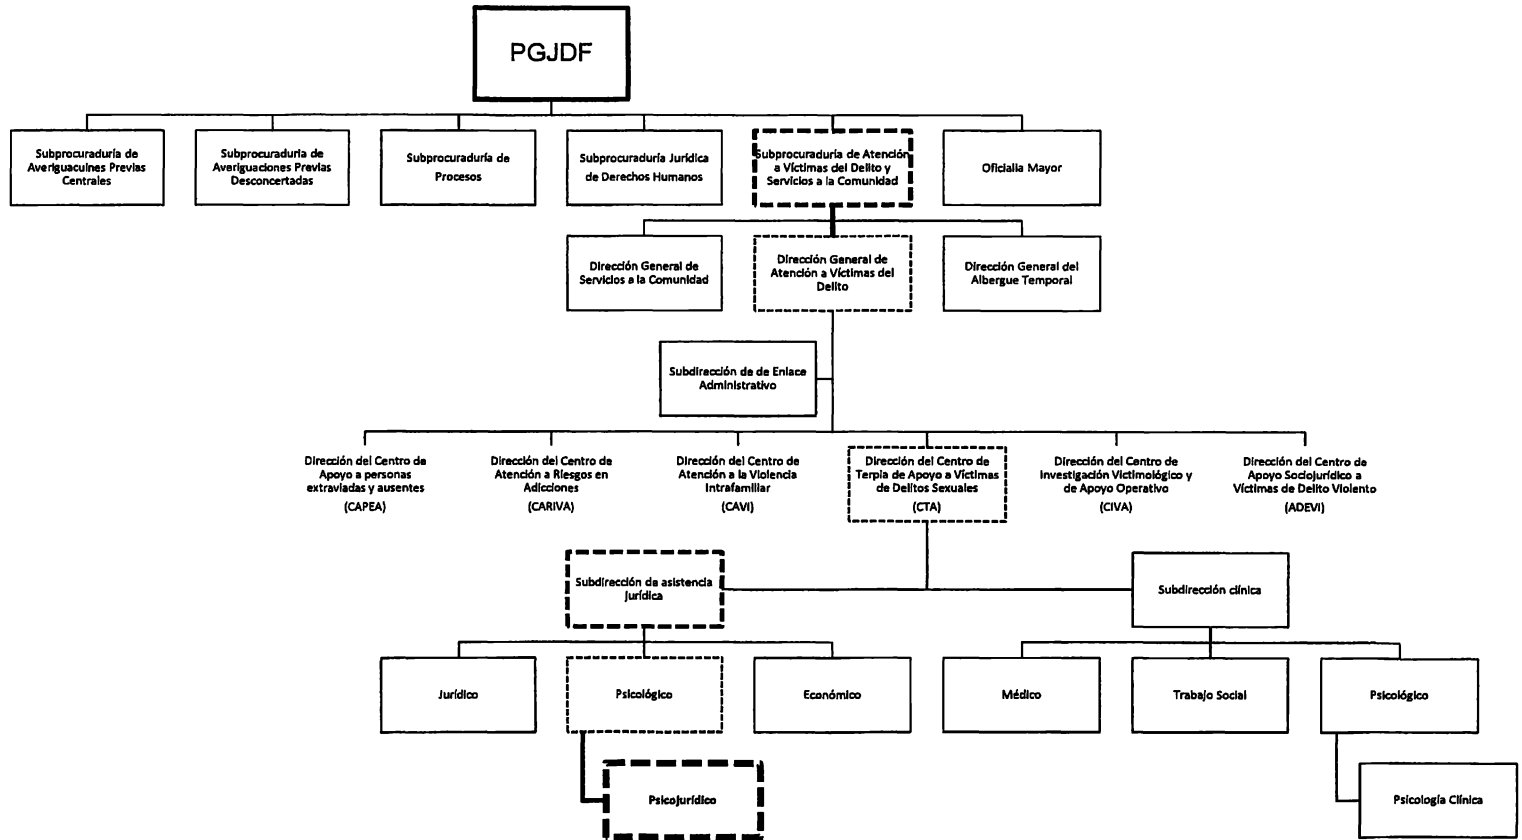 PGJDF
Subprocuraduría de
Averiguacuines Previas
Centrales
Subprocuraduría de
Averiguaciones Previas
Desconcertadas
Subprocuraduría de
Procesos
Subprocuraduría Jurídica
de Derechos Humanos
Subprocuraduría de Atención
a Víctimas del Delito y
Servicios a la Comunidad
Oficialia Mayor
Dirección General de
Servicios a la Comunidad
Dirección General de
Atención a Víctimas del
Delito
Dirección General del
Albergue Temporal
Subdirección de de Enlace
Administrativo
Dirección del Centro de
Apoyo a personas
extraviadas y ausentes
(CAPEA)
Dirección del Centro de
Atención a Riesgos en
Adicciones
(CARIVA)
Dirección del Centro de
Atención a la Violencia
Intrafamiliar
(CAVI)
Dirección del Centro de
Terpia de Apoyo a Víctimas
de Delitos Sexuales
(CTA)
Dirección del Centro de
Investigación Victimológico y
de Apoyo Operativo
(CIVA)
Dirección del Centro de
Apoyo Sociojurídico a
Víctimas de Delito Violento
(ADEVI)
Subdirección de asistencia
Jurídica
Subdirección clínica
Jurídico
Psicológico
Económico
Médico
Trabajo Social
Psicológico
Psicojurídico
Psicología Clínica